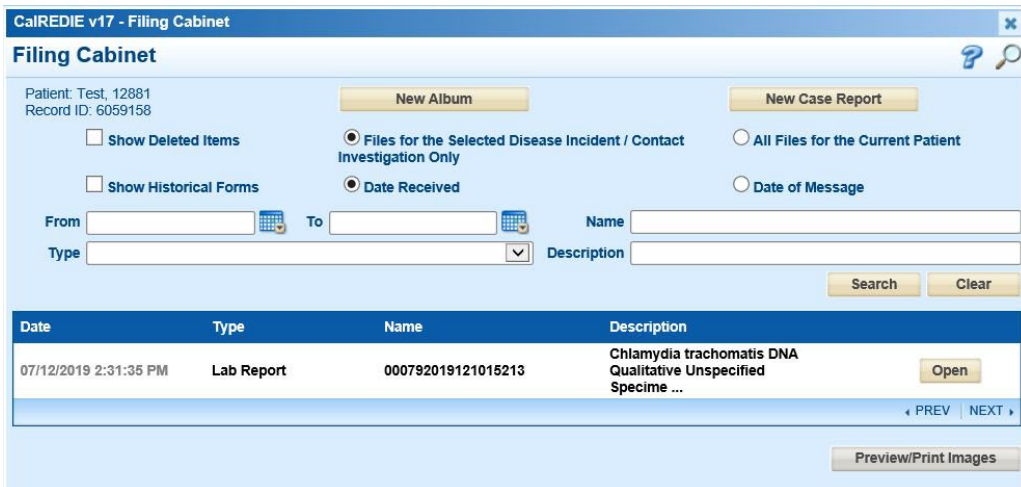 CalREDIE v17 - Filing Cabinet
Filing Cabinet
Patient: Test, 12881
Record ID: 6059158
New Album
New Case Report
Show Deleted Items
Files for the Selected Disease Incident / Contact
Investigation Only
All Files for the Current Patient
Show Historical Forms
Date Received
Date of Message
From
To
Name
Type
Description
Search
Clear
Date Type Name Description
07/12/2019 2:31:35 PM Lab Report 000792019121015213 Chlamydia trachomatis DNA
Qualitative Unspecified
Specime ...
Open
PREV NEXT
Preview/Print Images